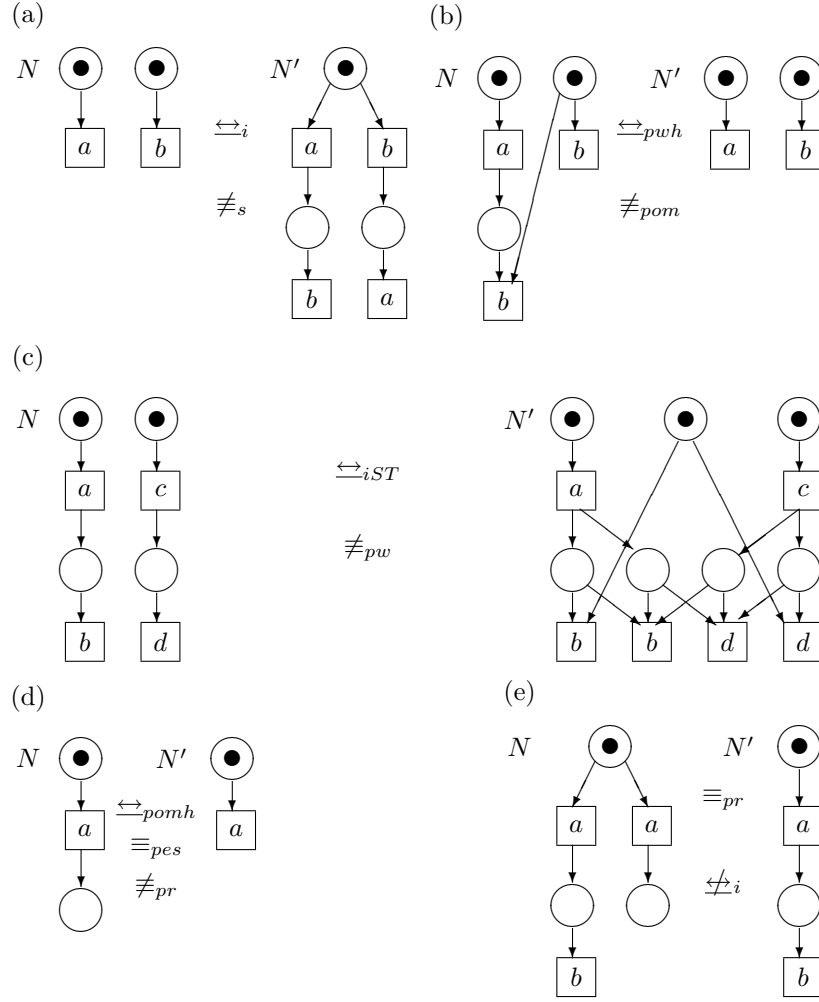 (a)
(b)
N
N′
N
N′
a
b
↔i
a
b
a
b
↔pwh
a
b
≢s
≢pom
b
a
b
(c)
N
N′
a
c
↔iST
a
c
≢pw
b
d
b
b
d
d
(d)
(e)
N
N′
N
N′
a
↔pomh
a
a
a
≡pr
a
≡pes
≢pr
↮i
b
b